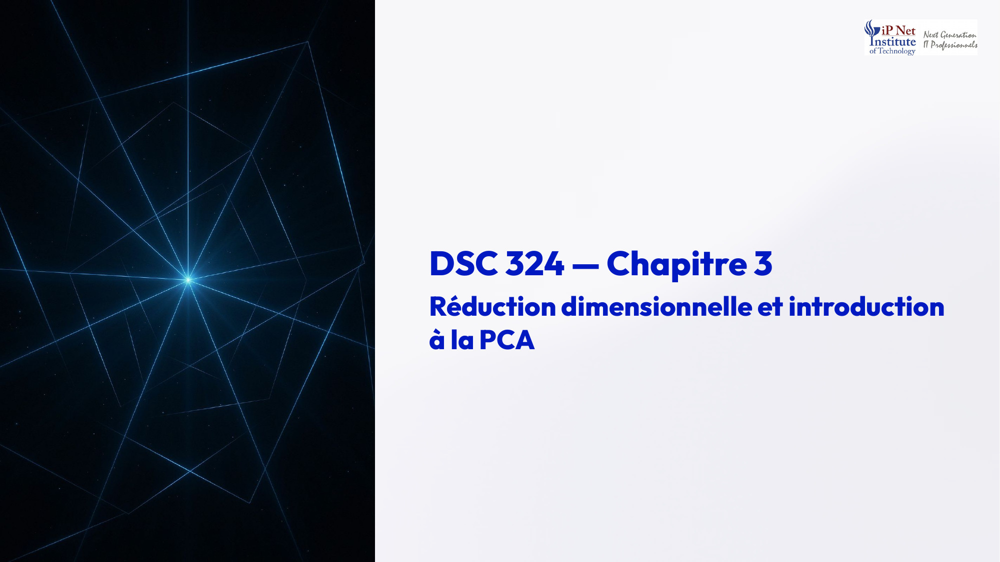 iP Net
Institute
of Technology
Next Generation
IT Professionnels
DSC 324 — Chapitre 3
Réduction dimensionnelle et introduction
à la PCA